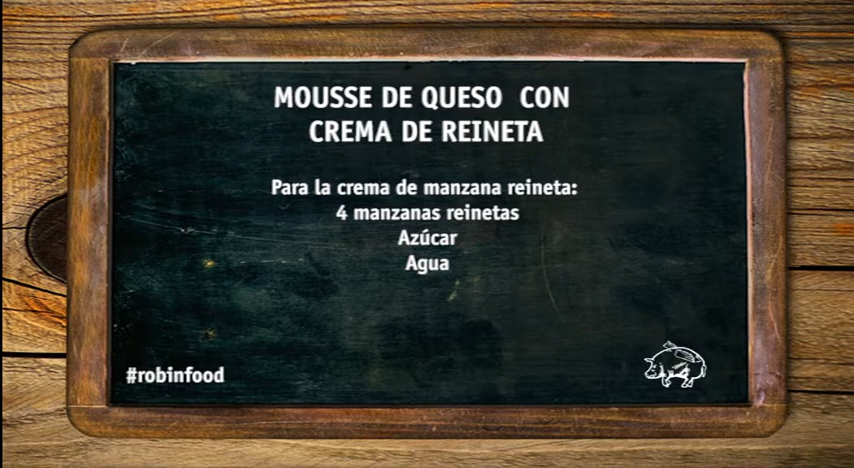 MOUSSE DE QUESO CON
CREMA DE REINETA
Para la crema de manzana reineta:
4 manzanas reinetas
Azúcar
Agua
#robinfood